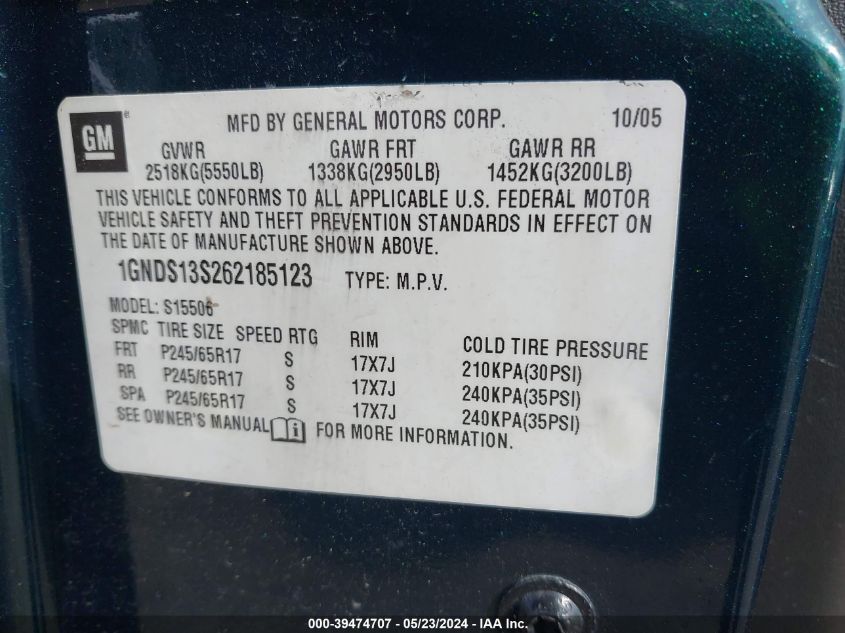 GM®
MFD BY GENERAL MOTORS CORP. 10/05
GVWR GAWR FRT GAWR RR
2518KG(5550LB) 1338KG(2950LB) 1452KG(3200LB)
THIS VEHICLE CONFORMS TO ALL APPLICABLE U.S. FEDERAL MOTOR
VEHICLE SAFETY AND THEFT PREVENTION STANDARDS IN EFFECT ON
THE DATE OF MANUFACTURE SHOWN ABOVE.
1GNDS13S262185123 TYPE: M.P.V.
MODEL: S15506
SPMC TIRE SIZE SPEED RTG RIM COLD TIRE PRESSURE
FRT P245/65R17 S 17X7J 210KPA(30PSI)
RR P245/65R17 S 17X7J 240KPA(35PSI)
SPA P245/65R17 S 17X7J 240KPA(35PSI)
SEE OWNER'S MANUAL i FOR MORE INFORMATION.
000-39474707 - 05/23/2024 - IAAI.COM